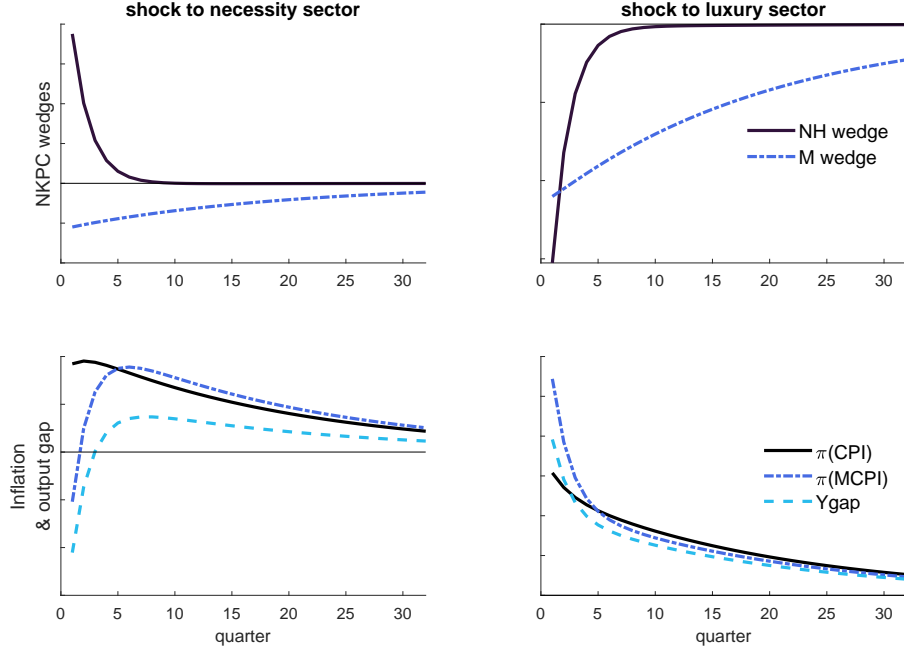 shock to necessity sector
shock to luxury sector
NKPC wedges
NH wedge
M wedge
0 5 10 15 20 25 30
0 5 10 15 20 25 30
Inflation
& output gap
π(CPI)
π(MCPI)
Ygap
0 5 10 15 20 25 30
0 5 10 15 20 25 30
quarter
quarter